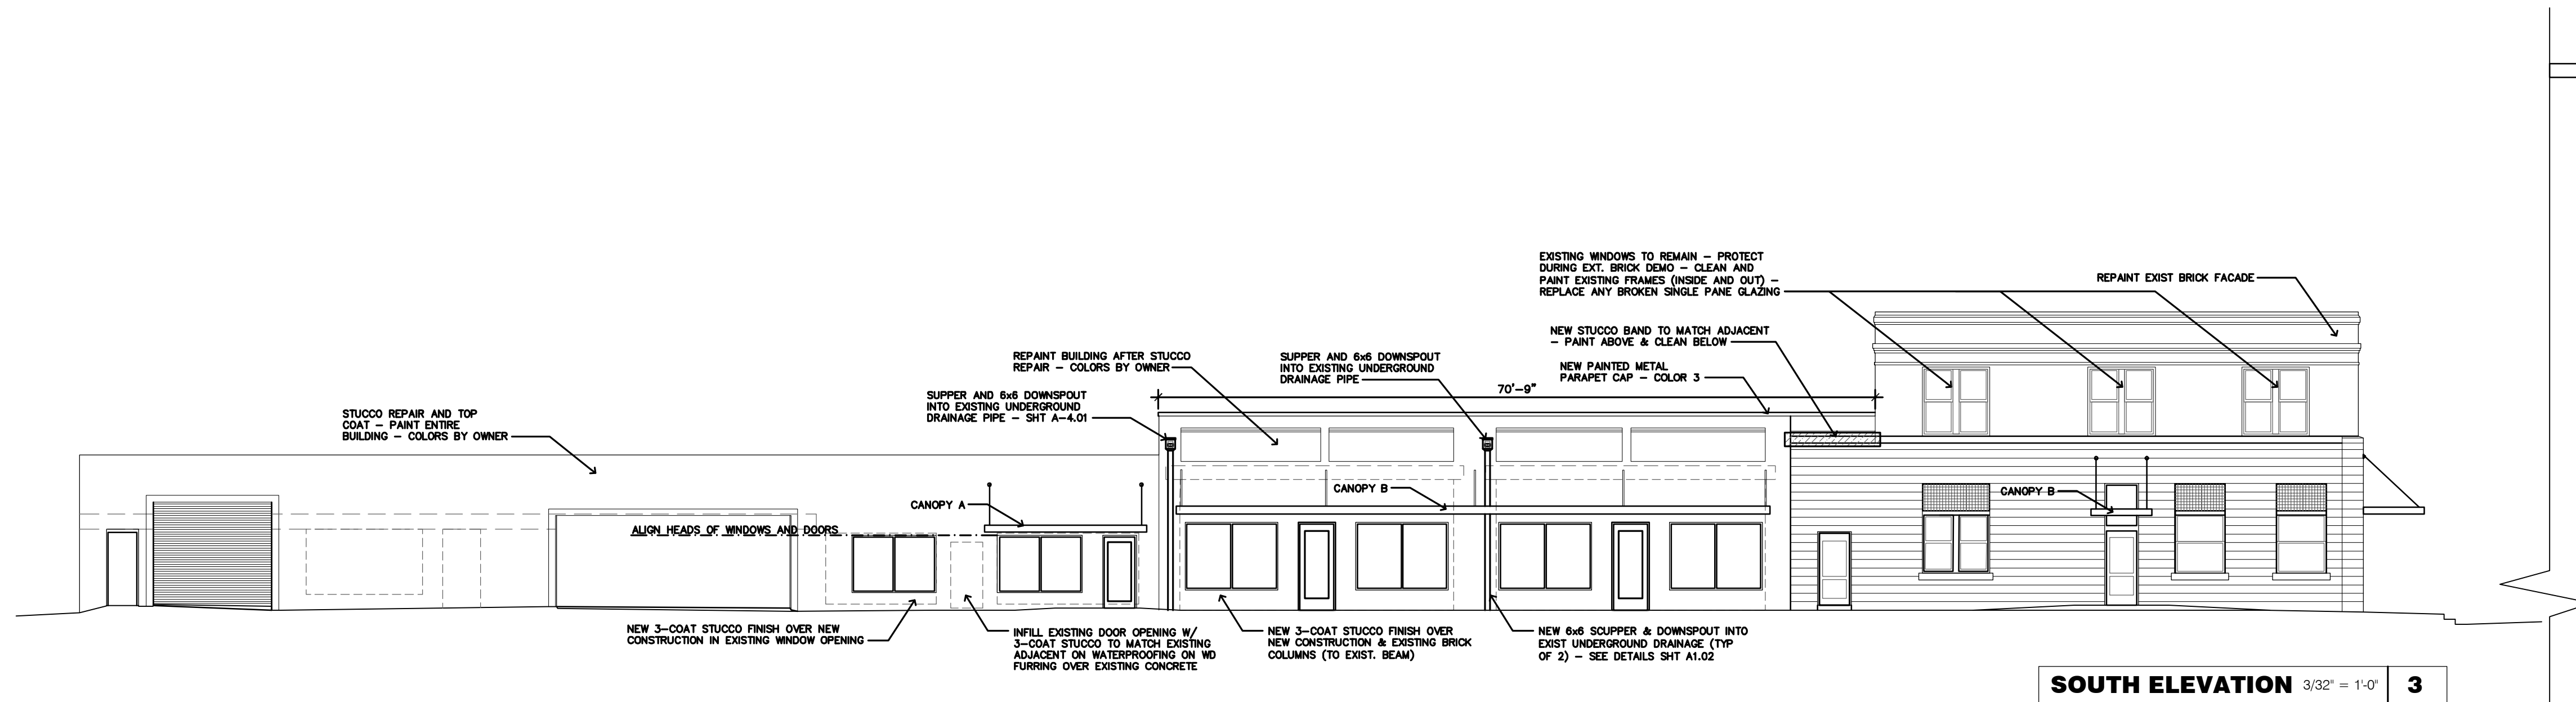 EXISTING WINDOWS TO REMAIN – PROTECT
DURING EXT. BRICK DEMO – CLEAN AND
PAINT EXISTING FRAMES (INSIDE AND OUT) –
REPLACE ANY BROKEN SINGLE PANE GLAZING
REPAINT EXIST BRICK FACADE
NEW STUCCO BAND TO MATCH ADJACENT
– PAINT ABOVE & CLEAN BELOW
REPAINT BUILDING AFTER STUCCO
REPAIR – COLORS BY OWNER
SUPPER AND 6x6 DOWNSPOUT
INTO EXISTING UNDERGROUND
DRAINAGE PIPE
NEW PAINTED METAL
PARAPET CAP – COLOR 3
70'–9"
SUPPER AND 6x6 DOWNSPOUT
INTO EXISTING UNDERGROUND
DRAINAGE PIPE – SHT A–4.01
STUCCO REPAIR AND TOP
COAT – PAINT ENTIRE
BUILDING – COLORS BY OWNER
CANOPY B
CANOPY B
CANOPY A
ALIGN HEADS OF WINDOWS AND DOORS
NEW 3–COAT STUCCO FINISH OVER NEW
CONSTRUCTION IN EXISTING WINDOW OPENING
INFILL EXISTING DOOR OPENING W/
3–COAT STUCCO TO MATCH EXISTING
ADJACENT ON WATERPROOFING ON WD
FURRING OVER EXISTING CONCRETE
NEW 3–COAT STUCCO FINISH OVER
NEW CONSTRUCTION & EXISTING BRICK
COLUMNS (TO EXIST. BEAM)
NEW 6x6 SCUPPER & DOWNSPOUT INTO
EXIST UNDERGROUND DRAINAGE (TYP
OF 2) – SEE DETAILS SHT A1.02
SOUTH ELEVATION 3/32" = 1'-0" 3